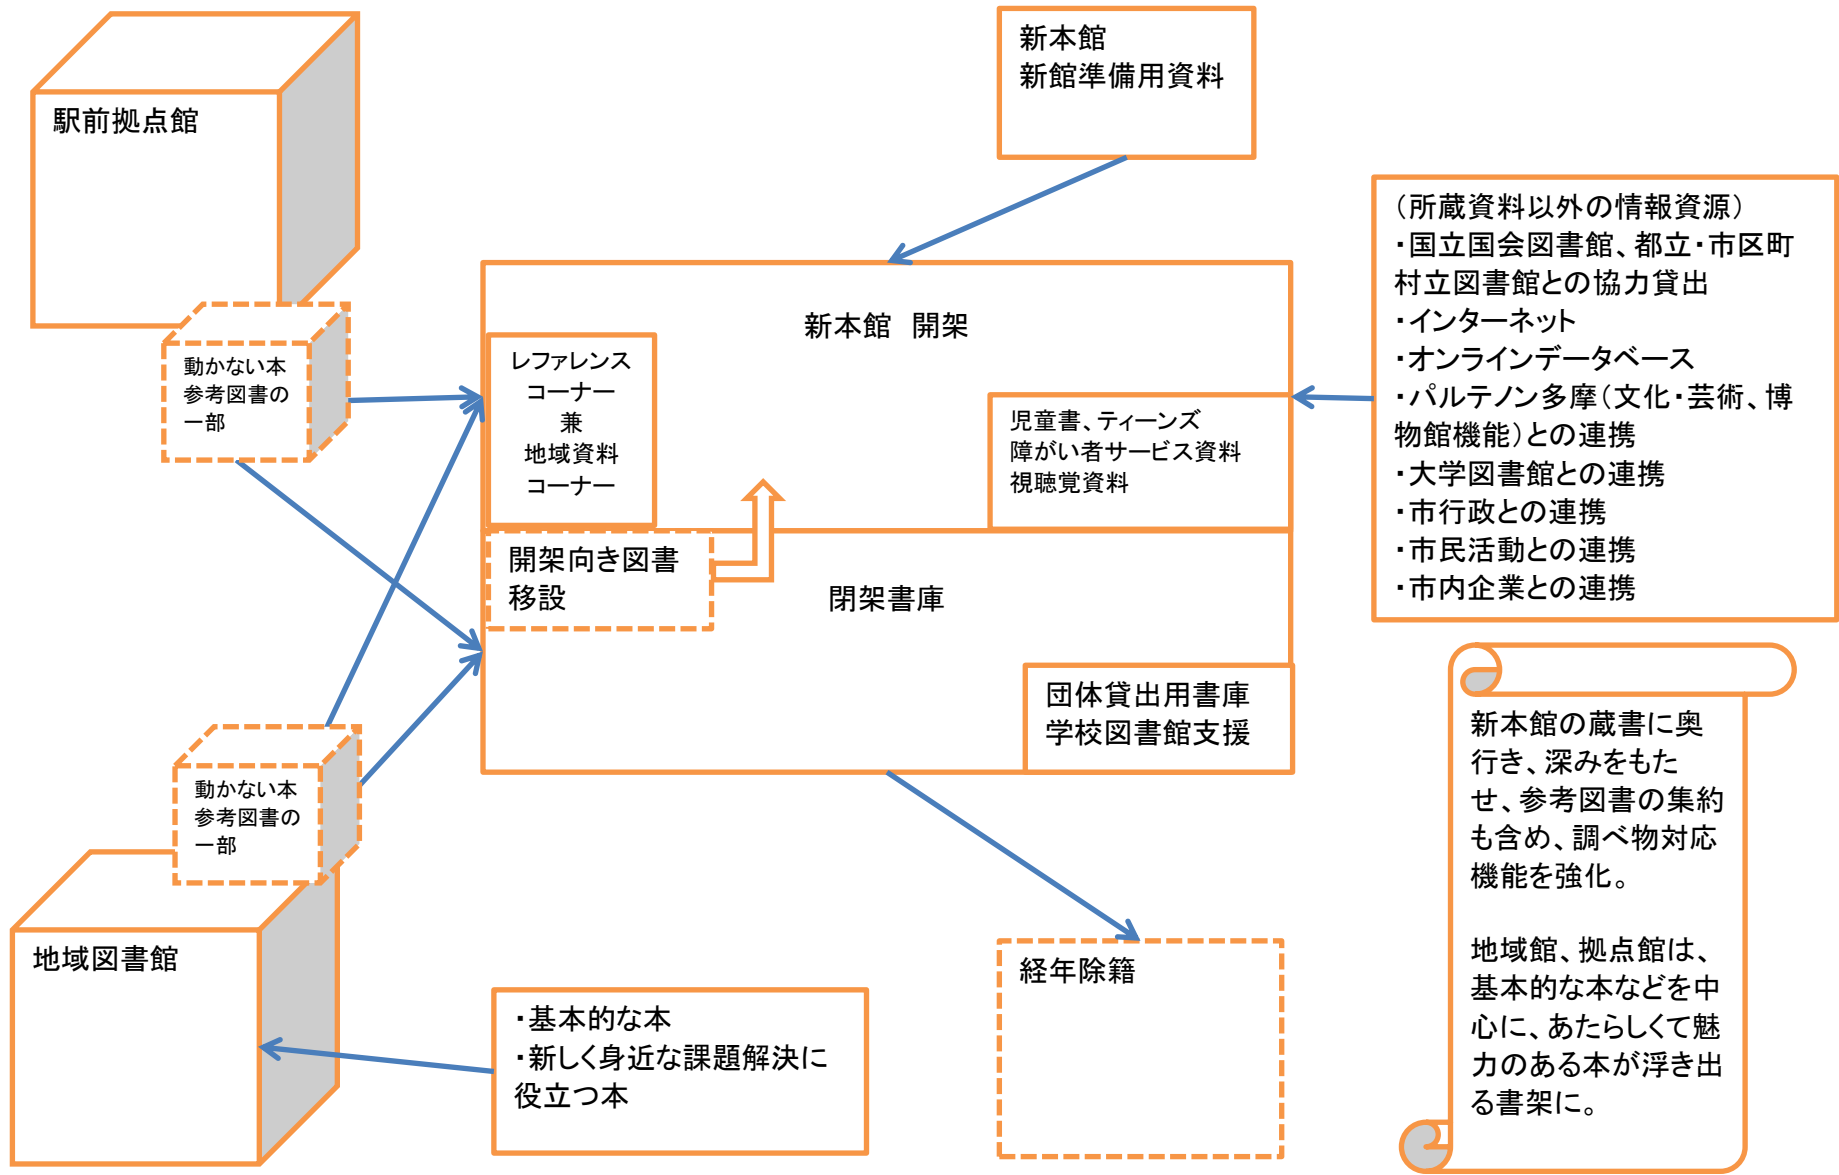 駅前拠点館
動かない本
参考図書の
一部
新本館
新館準備用資料
新本館　開架
レファレンス
コーナー
兼
地域資料
コーナー
児童書、ティーンズ
障がい者サービス資料
視聴覚資料
開架向き図書
移設
閉架書庫
団体貸出用書庫
学校図書館支援
（所蔵資料以外の情報資源）
・国立国会図書館、都立・市区町
村立図書館との協力貸出
・インターネット
・オンラインデータベース
・パルテノン多摩（文化・芸術、博
物館機能）との連携
・大学図書館との連携
・市行政との連携
・市民活動との連携
・市内企業との連携
動かない本
参考図書の
一部
地域図書館
・基本的な本
・新しく身近な課題解決に
役立つ本
経年除籍
新本館の蔵書に奥
行き、深みをもた
せ、参考図書の集約
も含め、調べ物対応
機能を強化。
地域館、拠点館は、
基本的な本などを中
心に、あたらしくて魅
力のある本が浮き出
る書架に。